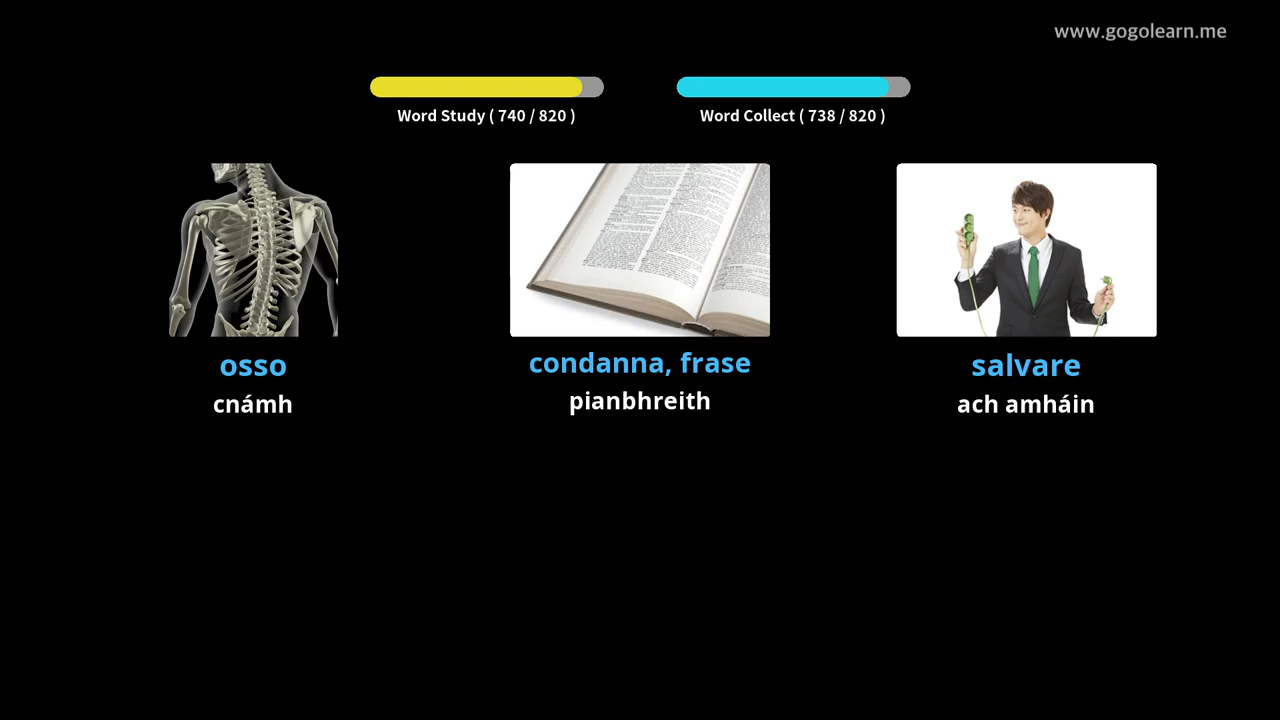 www.gogolearn.me
Word Study ( 740 / 820 )
Word Collect ( 738 / 820 )
osso
cnámh
condanna, frase
pianbhreith
salvare
ach amháin